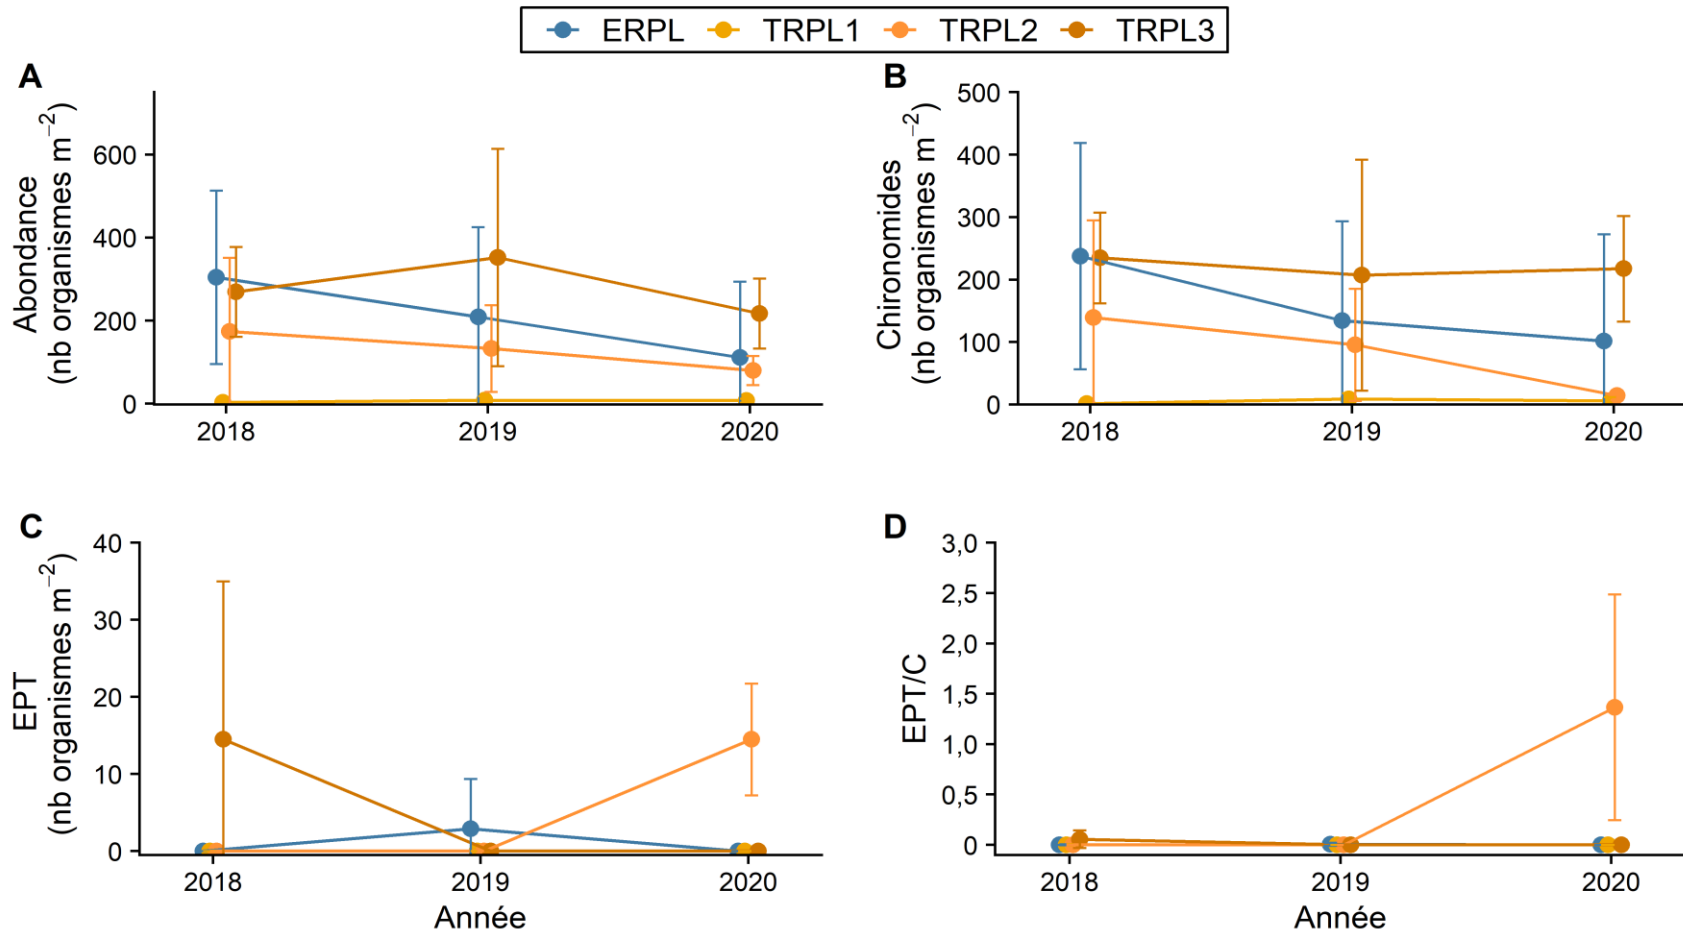 ERPL TRPL1 TRPL2 TRPL3
A
Abondance
(nb organismes m⁻²)
600
400
200
0
2018 2019 2020
B
Chironomides
(nb organismes m⁻²)
500
400
300
200
100
0
2018 2019 2020
C
EPT
(nb organismes m⁻²)
40
30
20
10
0
2018 2019 2020
Année
D
EPT/C
3,0
2,5
2,0
1,5
1,0
0,5
0
2018 2019 2020
Année